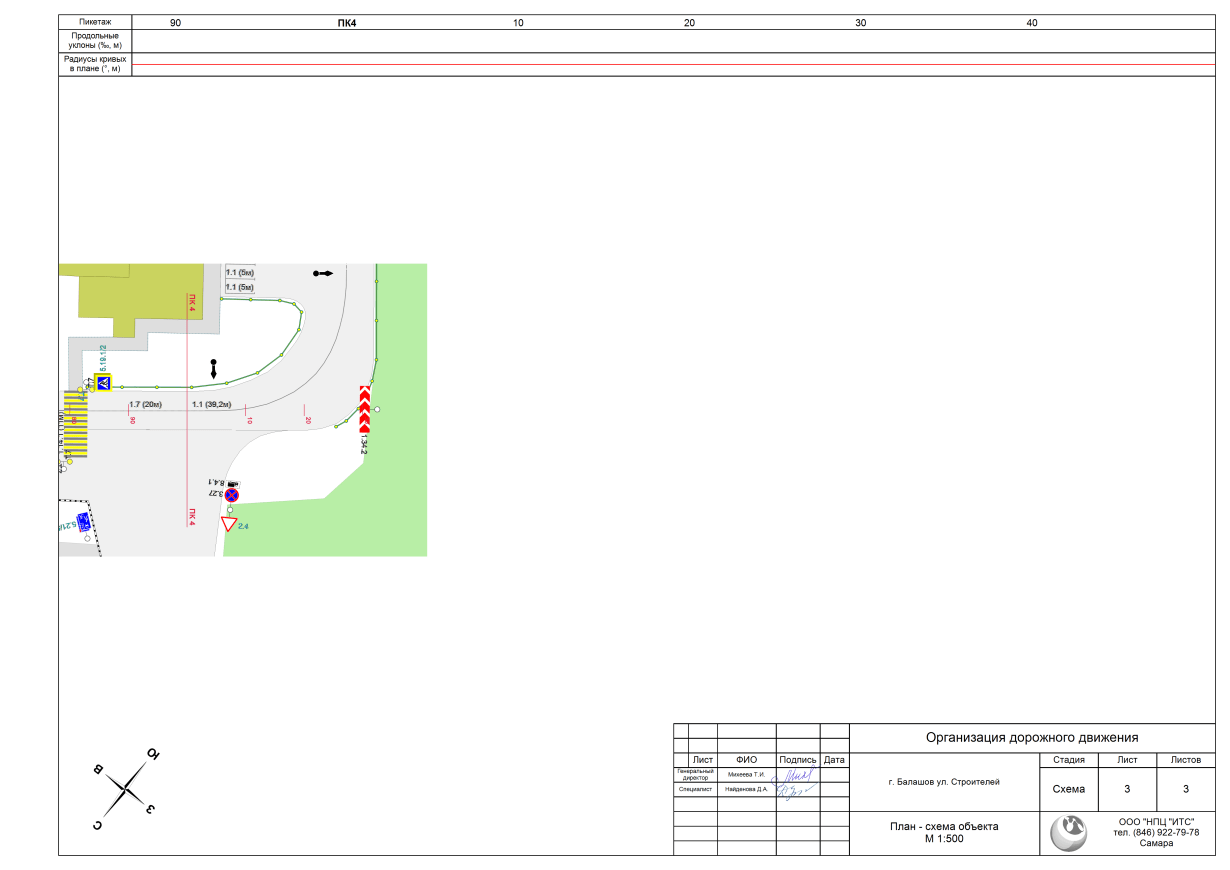 Пикетаж 90 ПК4 10 20 30 40
Продольные
уклоны (‰, м)
Радиусы кривых
в плане (°, м)
1.1 (5м)
1.1 (5м)
ПК 4
5.19.1/2
1.7 (20м) 1.1 (39,2м)
90 10 20
1.34.2
8.4.1
3.27
ПК 4
2.4
Ю
В
З
С
Организация дорожного движения
Лист ФИО Подпись Дата
Стадия Лист Листов
Генеральный
директор
Михеева Т.И.
Специалист Найденова Д.А.
г. Балашов ул. Строителей
Схема 3 3
План - схема объекта
М 1:500
ООО "НПЦ "ИТС"
тел. (846) 922-79-78
Самара